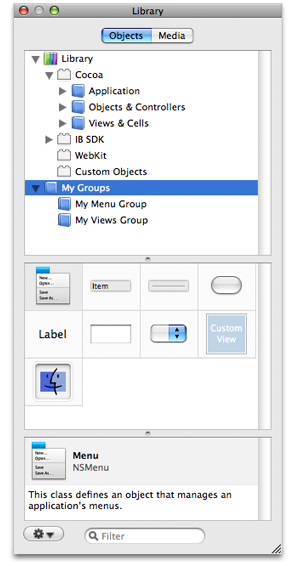 Library
Objects Media
Library
Cocoa
Application
Objects & Controllers
Views & Cells
IB SDK
WebKit
Custom Objects
My Groups
My Menu Group
My Views Group
New...
Open...
Save
Save As...
Item
Label
Custom
View
New...
Open...
Save
Save As...
Menu
NSMenu
This class defines an object that manages an
application's menus.
Filter